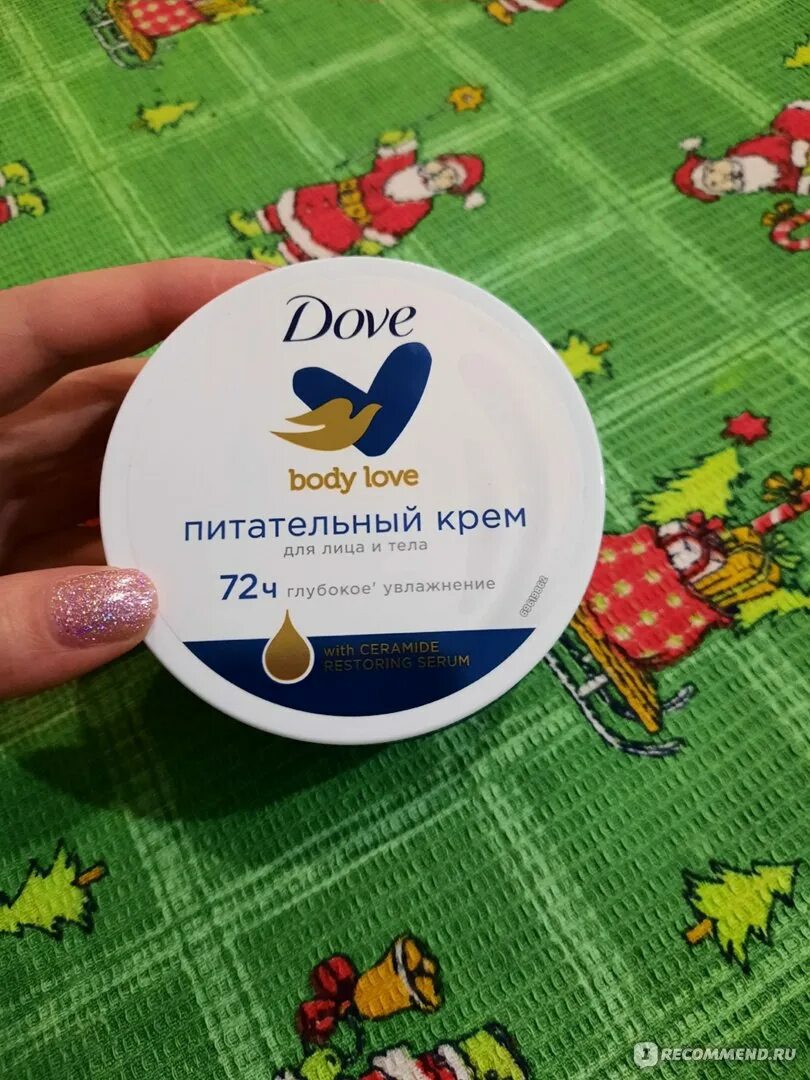 Dove
body love
питательный крем
для лица и тела
72ч глубокое' увлажнение
with CERAMIDE
RESTORING SERUM
RECOMMEND.RU